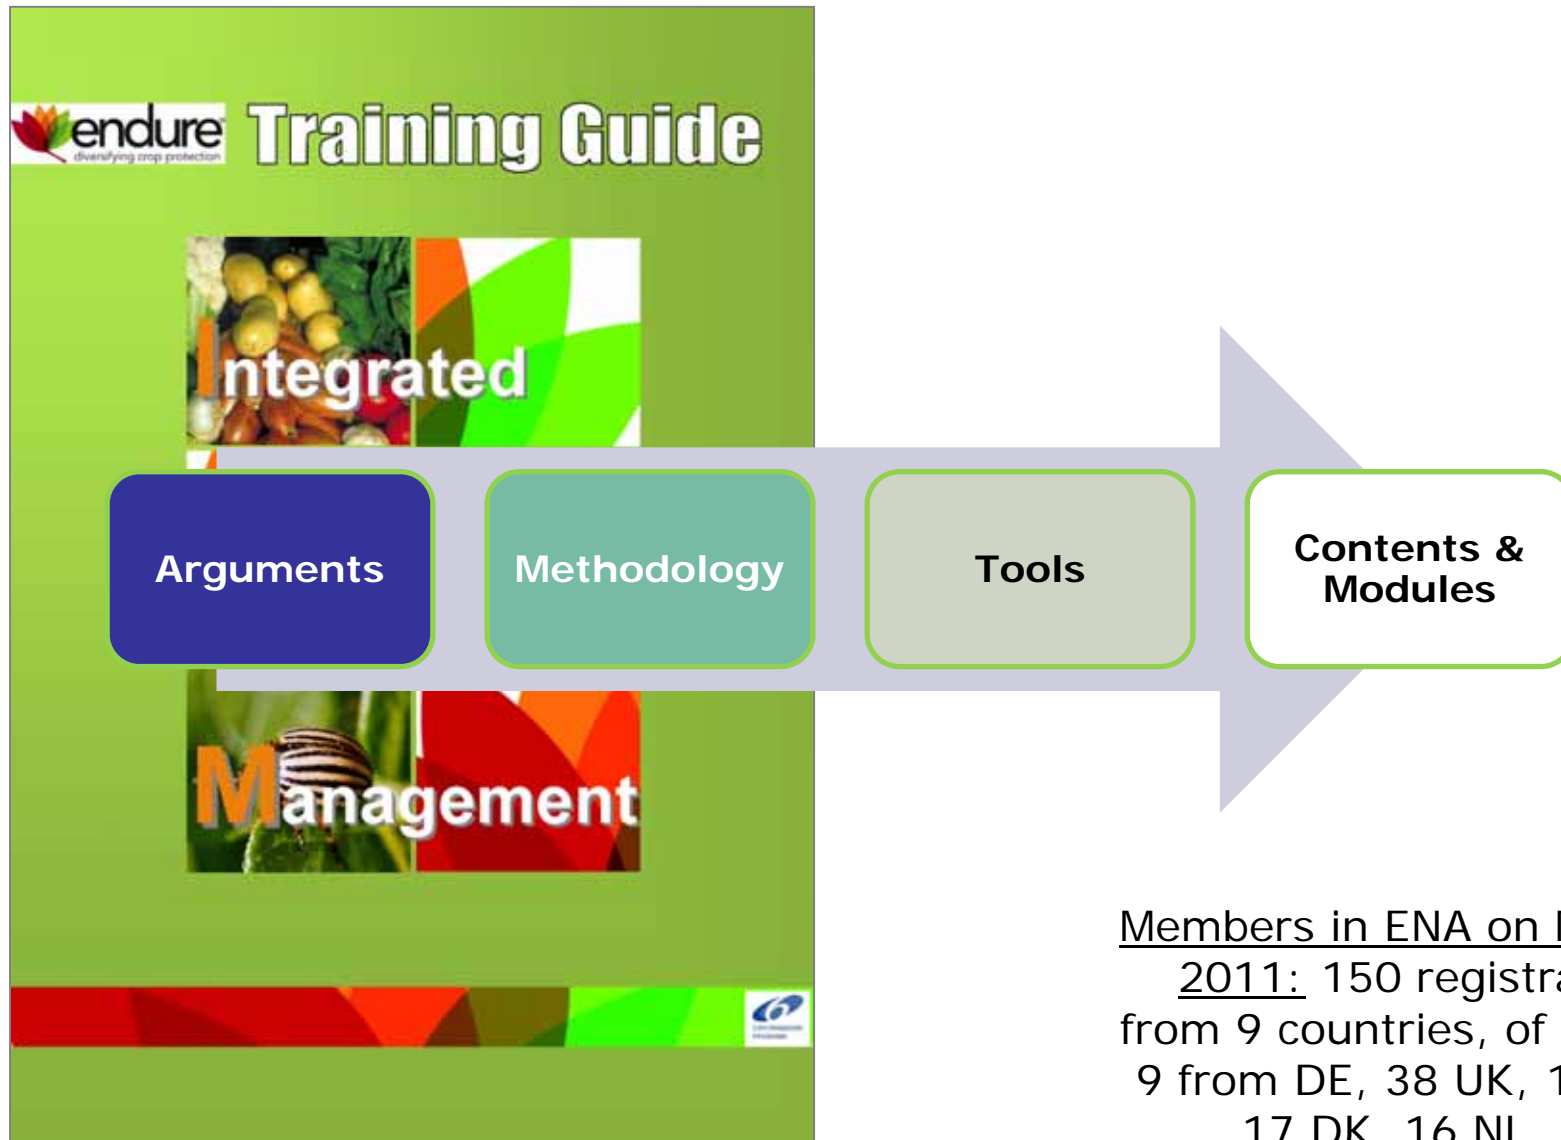 endure
diversifying crop protection
Training Guide
Integrated
Arguments
Methodology
Tools
Contents &
Modules
Management
Members in ENA on
2011: 150
from 9 countries, of
9 from DE, 38 UK,
17 DK, 16 NL